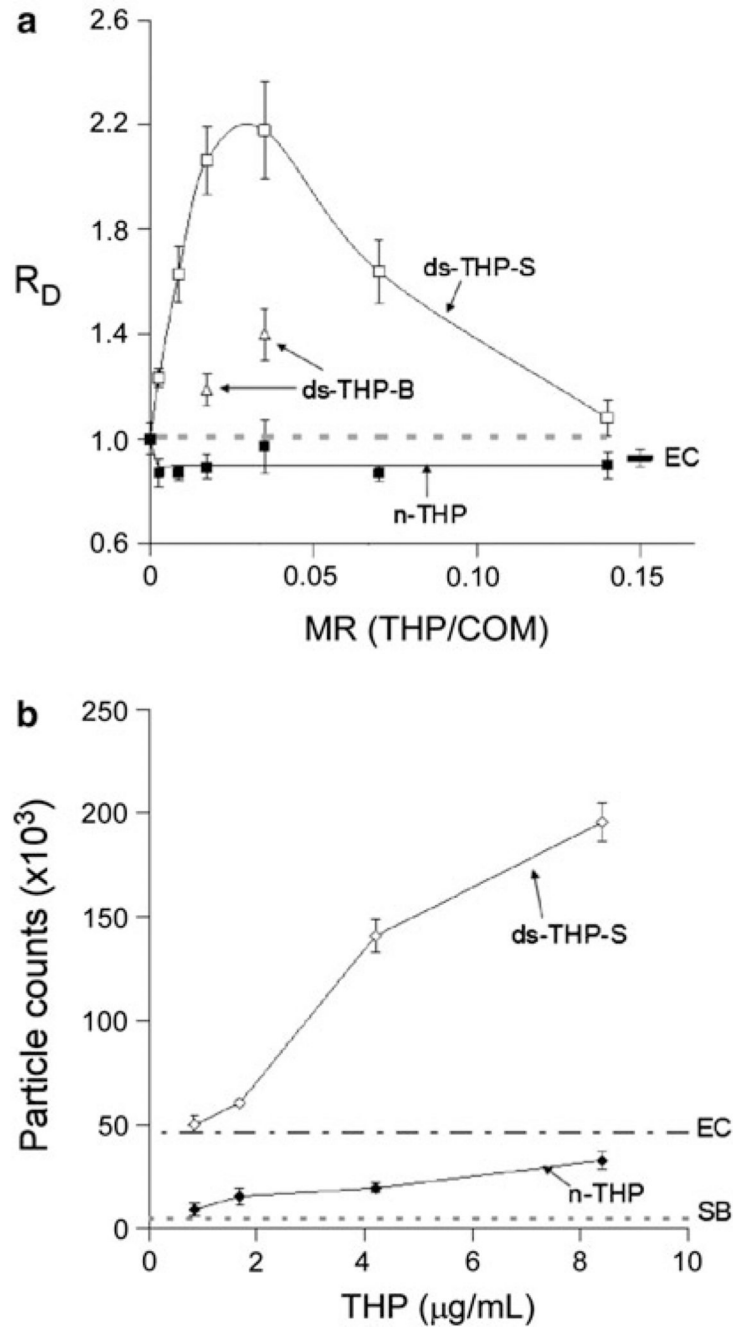 a
2.6
2.2
1.8
R_D
ds-THP-S
1.4
ds-THP-B
1.0
EC
n-THP
0.6
0 0.05 0.10 0.15
MR (THP/COM)
b
250
200
Particle counts (x10³)
ds-THP-S
150
100
50
EC
n-THP
SB
0
0 2 4 6 8 10
THP (μg/mL)